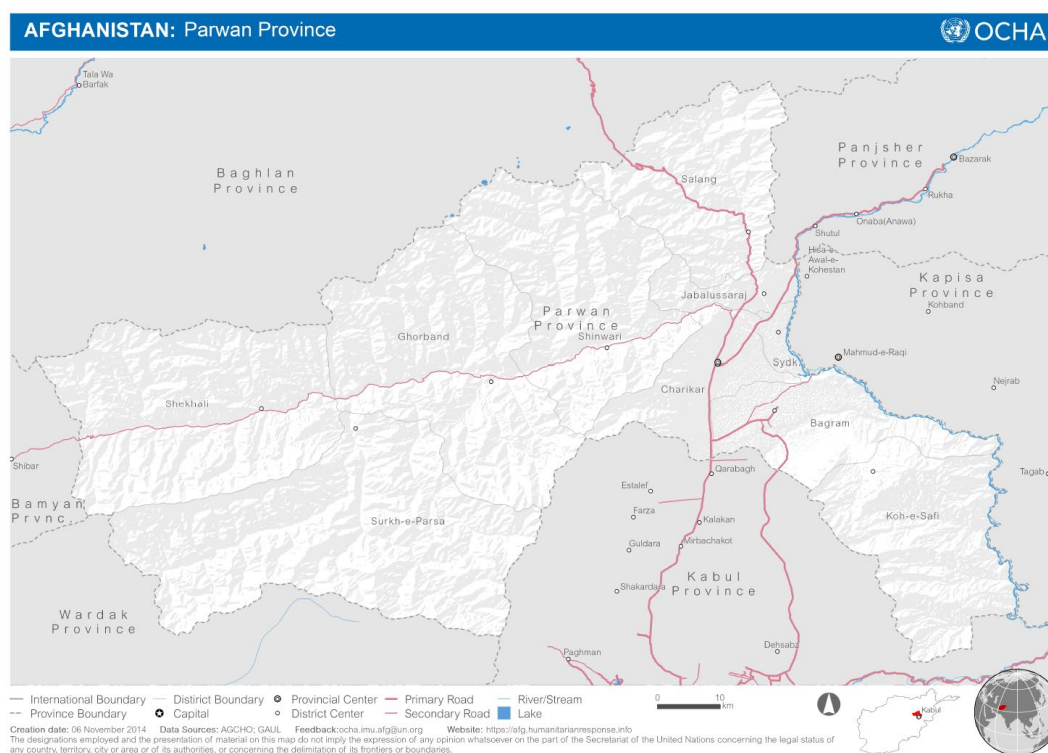 AFGHANISTAN: Parwan Province
OCHA
Tala Wa
Barfak
Baghlan
Province
Salang
Panjsher
Province
Bazarak
Rukha
Onaba(Anawa)
Shutul
Hisa-e-
Awal-e-
Kohestan
Kapisa
Province
Kohband
Jabalussaraj
Parwan
Province
Ghorband
Shinwari
Mahmud-e-Raqi
Sydk
Nejrab
Charikar
Shekhali
Bagram
Shibar
Qarabagh
Tagab
Estalef
Bamyan
Prvnc.
Farza
Koh-e-Safi
Surkh-e-Parsa
Kalakan
Guldara
Mirbachakot
Kabul
Province
Shakardara
Wardak
Province
Dehsabz
Paghman
International Boundary
District Boundary
Provincial Center
Primary Road
River/Stream
0 10
km
Province Boundary
Capital
District Center
Secondary Road
Lake
Kabul
Creation date: 06 November 2014 Data Sources: AGCHO; GAUL Feedback:ocha.imu.afg@un.org Website: https://afg.humanitarianresponse.info
The designations employed and the presentation of material on this map do not imply the expression of any opinion whatsoever on the part of the Secretariat of the United Nations concerning the legal status of
any country, territory, city or area or of its authorities, or concerning the delimitation of its frontiers or boundaries.